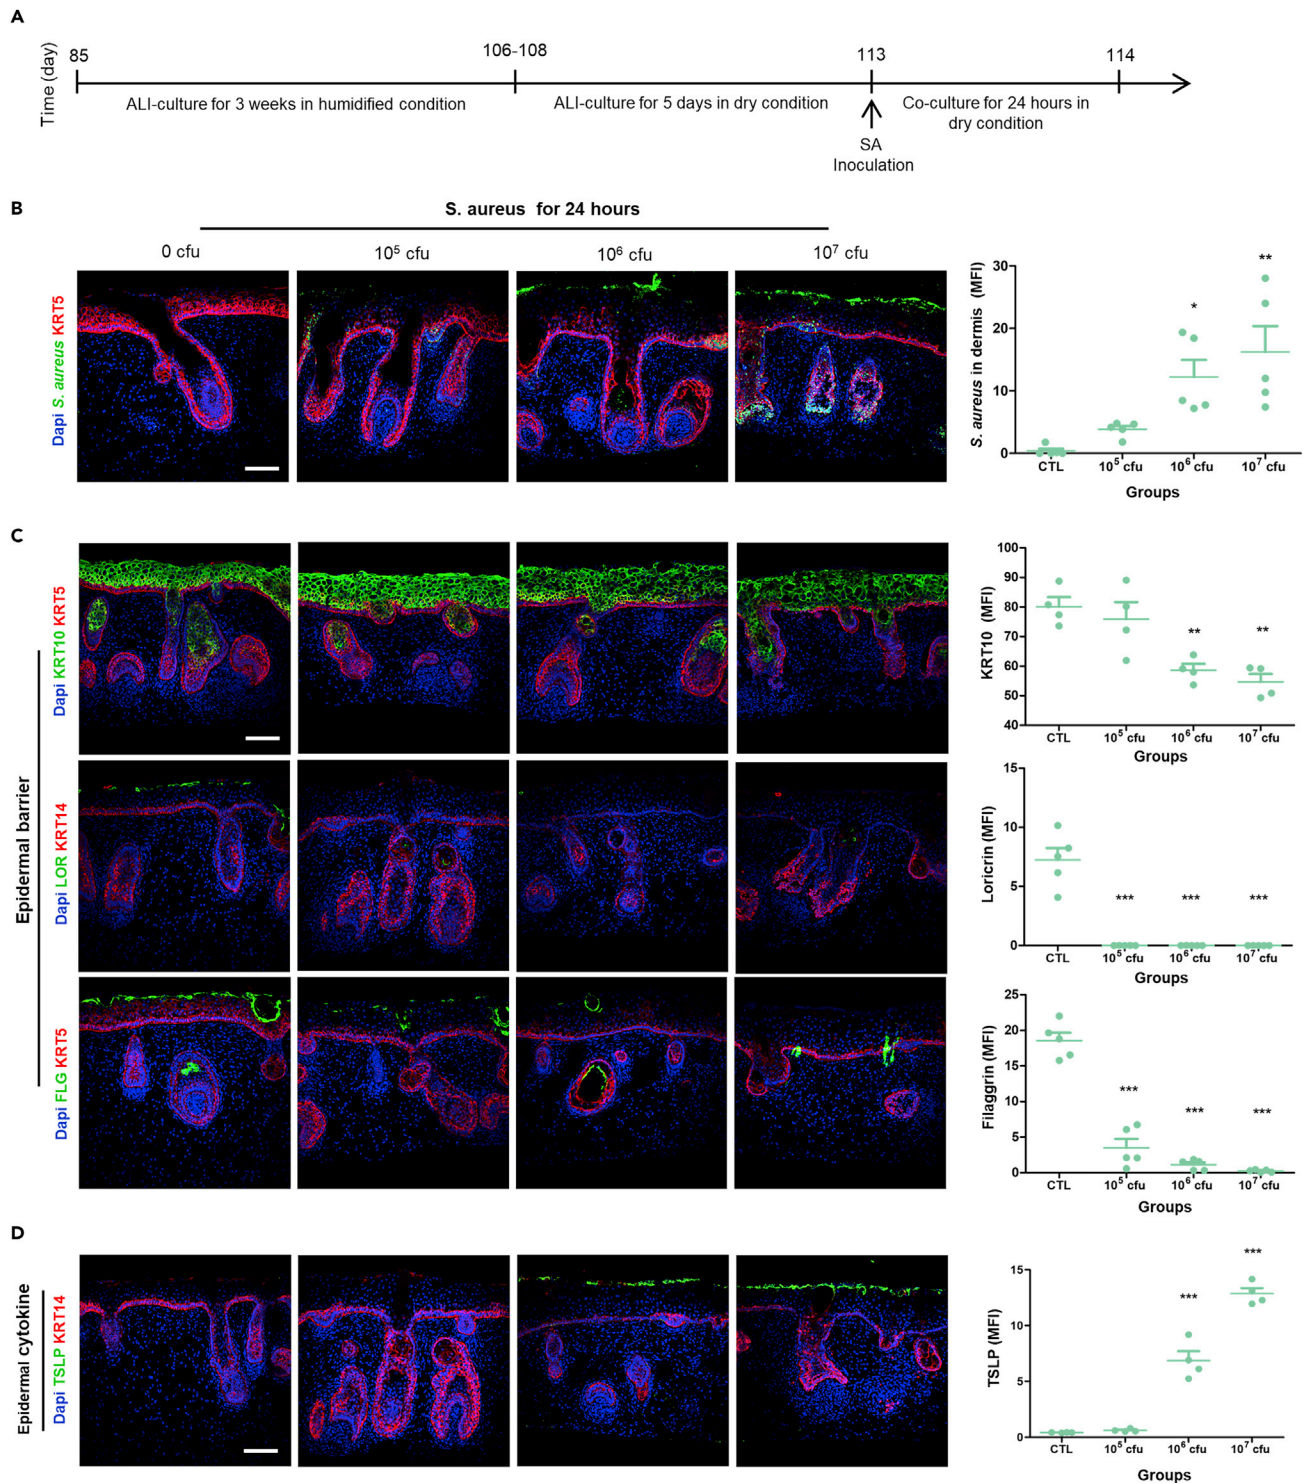 A
Time (day)
85
106-108
113
114
ALI-culture for 3 weeks in humidified condition
ALI-culture for 5 days in dry condition
Co-culture for 24 hours in
dry condition
SA
Inoculation
B
S. aureus for 24 hours
0 cfu
10⁵ cfu
10⁶ cfu
10⁷ cfu
Dapi S. aureus KRT5
S. aureus in dermis (MFI)
30
20
10
0
*
**
CTL
10⁵ cfu
10⁶ cfu
10⁷ cfu
Groups
C
Epidermal barrier
Dapi KRT10 KRT5
KRT10 (MFI)
100
90
80
70
60
50
40
**
**
CTL
10⁵ cfu
10⁶ cfu
10⁷ cfu
Groups
Dapi LOR KRT14
Loricrin (MFI)
15
10
5
0
***
***
***
CTL
10⁵ cfu
10⁶ cfu
10⁷ cfu
Groups
Dapi FLG KRT5
Filaggrin (MFI)
25
20
15
10
5
0
***
***
***
CTL
10⁵ cfu
10⁶ cfu
10⁷ cfu
Groups
D
Epidermal cytokine
Dapi TSLP KRT14
TSLP (MFI)
15
10
5
0
***
***
CTL
10⁵ cfu
10⁶ cfu
10⁷ cfu
Groups